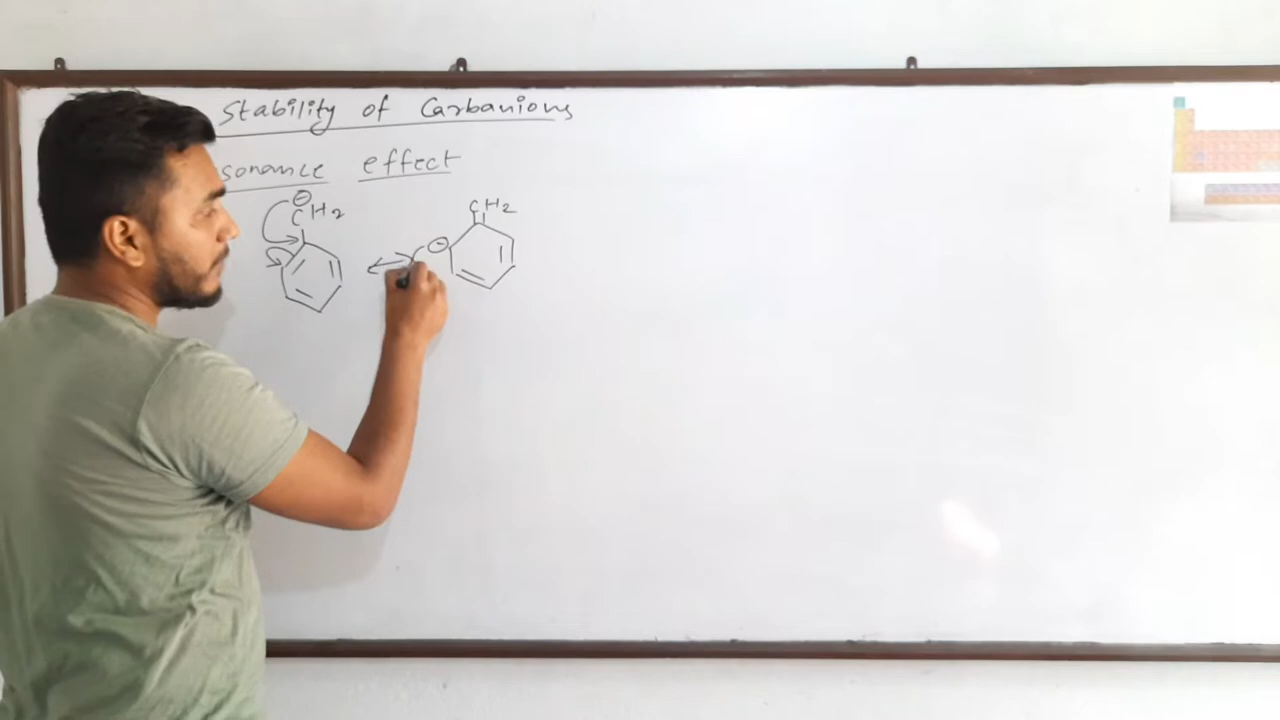 Stability of Carbanions
sonance effect
⊖
CH2 CH2
⊖